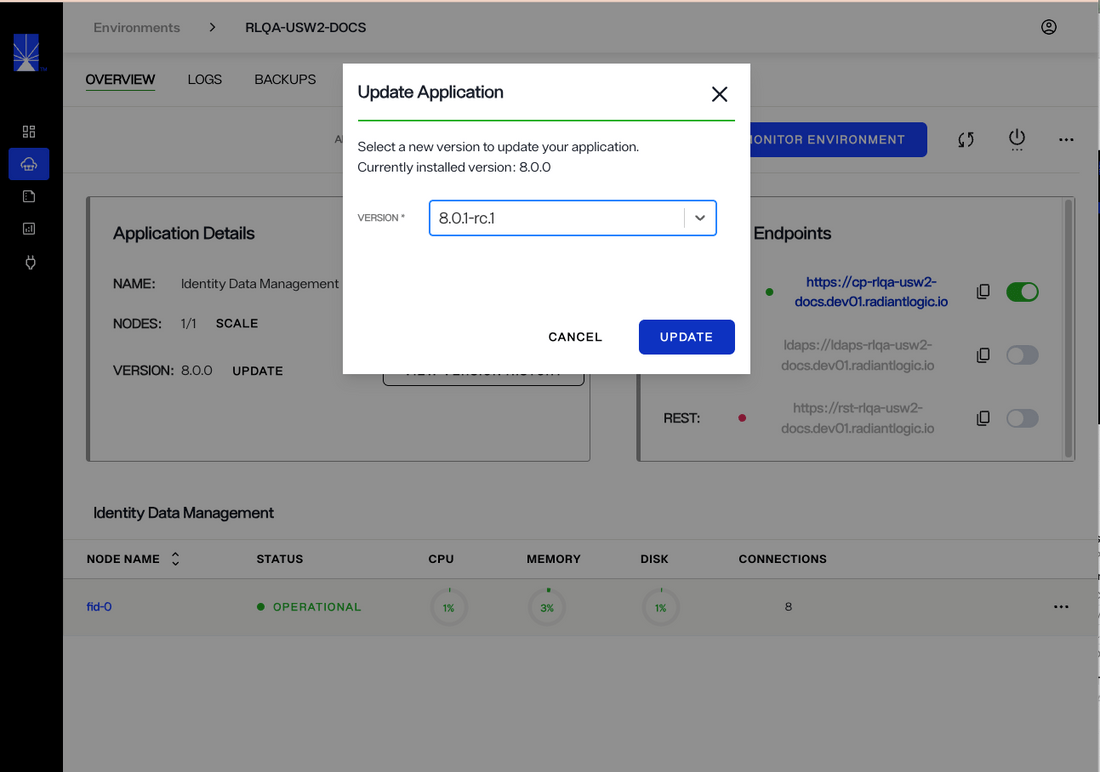 Environments > RLQA-USW2-DOCS
OVERVIEW LOGS BACKUPS
Update Application
MONITOR ENVIRONMENT
Select a new version to update your application.
Currently installed version: 8.0.0
VERSION * 8.0.1-rc.1
CANCEL UPDATE
Application Details
NAME: Identity Data Management
NODES: 1/1 SCALE
VERSION: 8.0.0 UPDATE
VIEW VERSION HISTORY
Endpoints
https://cp-rlqa-usw2-
docs.dev01.radiantlogic.io
ldaps://ldaps-rlqa-usw2-
docs.dev01.radiantlogic.io
REST: https://rst-rlqa-usw2-
docs.dev01.radiantlogic.io
Identity Data Management
NODE NAME STATUS CPU MEMORY DISK CONNECTIONS
fid-0 OPERATIONAL 1% 3% 1% 8